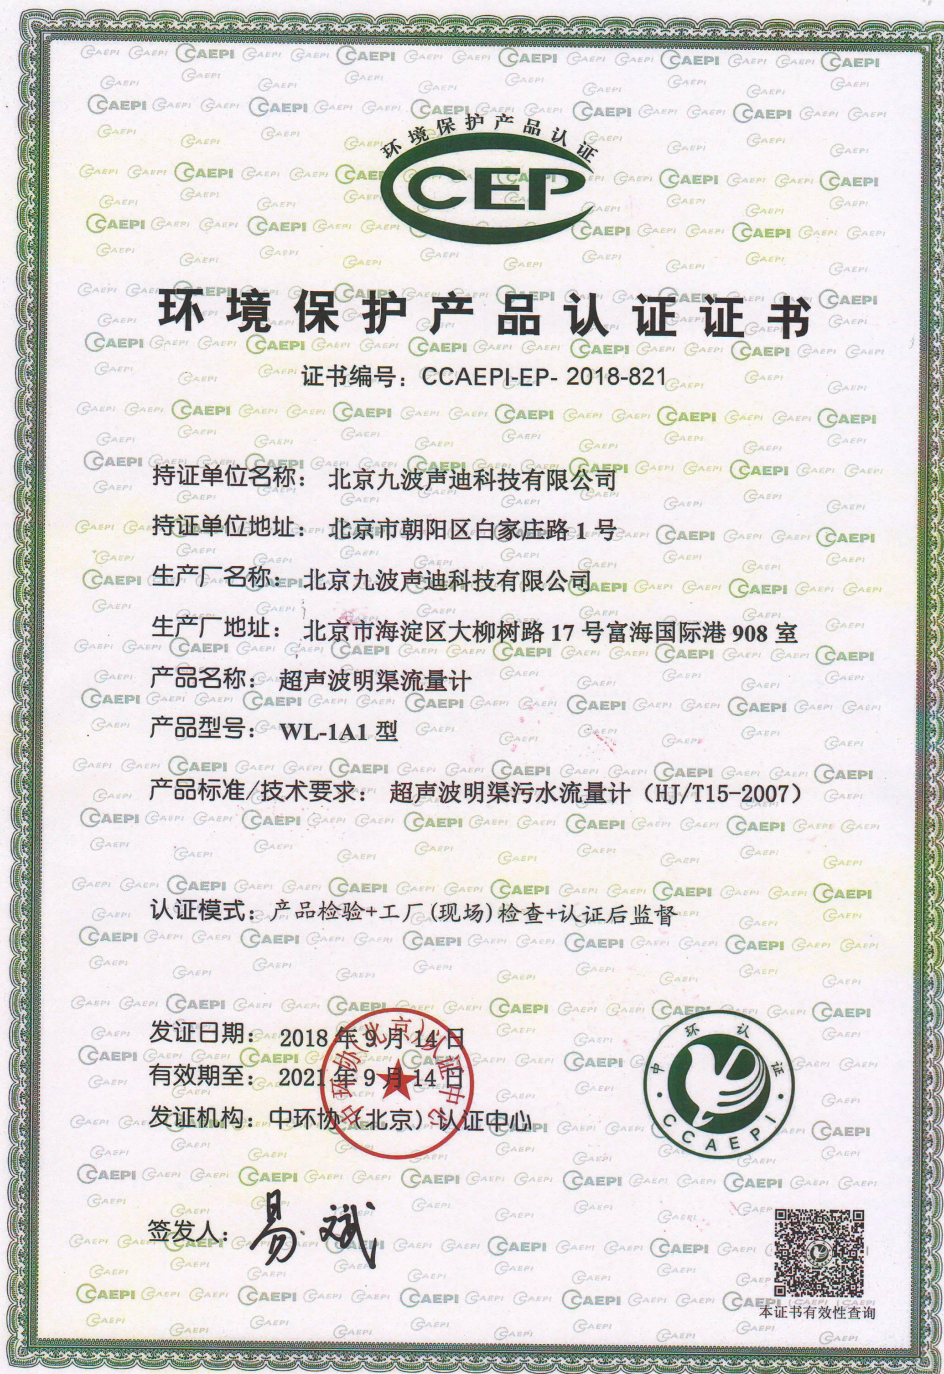 环境保护产品认证
CEP
环境保护产品认证证书
证书编号：CCAEPI-EP- 2018-821
持证单位名称：北京九波声迪科技有限公司
持证单位地址：北京市朝阳区白家庄路 1 号
生产厂名称：北京九波声迪科技有限公司
生产厂地址：北京市海淀区大柳树路 17 号富海国际港 908 室
产品名称：超声波明渠流量计
产品型号：WL-1A1 型
产品标准/技术要求：超声波明渠污水流量计（HJ/T15-2007）
认证模式：产品检验+工厂(现场)检查+认证后监督
发证日期：2018 年 9 月 14 日
有效期至：2021 年 9 月 14 日
发证机构：中环协（北京）认证中心
中环协(北京)认证中心
中环认证
CCAEPI
签发人：易斌
本证书有效性查询